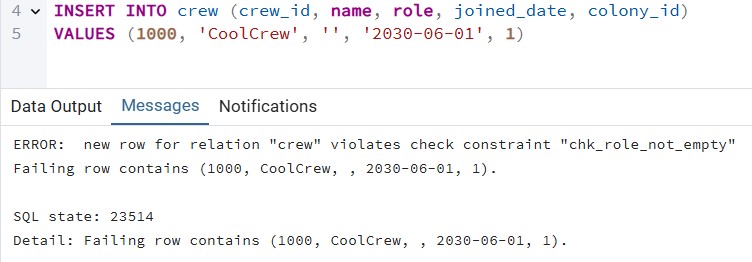 4 INSERT INTO crew (crew_id, name, role, joined_date, colony_id)
5 VALUES (1000, 'CoolCrew', '', '2030-06-01', 1)
Data Output Messages Notifications
ERROR:  new row for relation "crew" violates check constraint "chk_role_not_empty"
Failing row contains (1000, CoolCrew, , 2030-06-01, 1).
SQL state: 23514
Detail: Failing row contains (1000, CoolCrew, , 2030-06-01, 1).